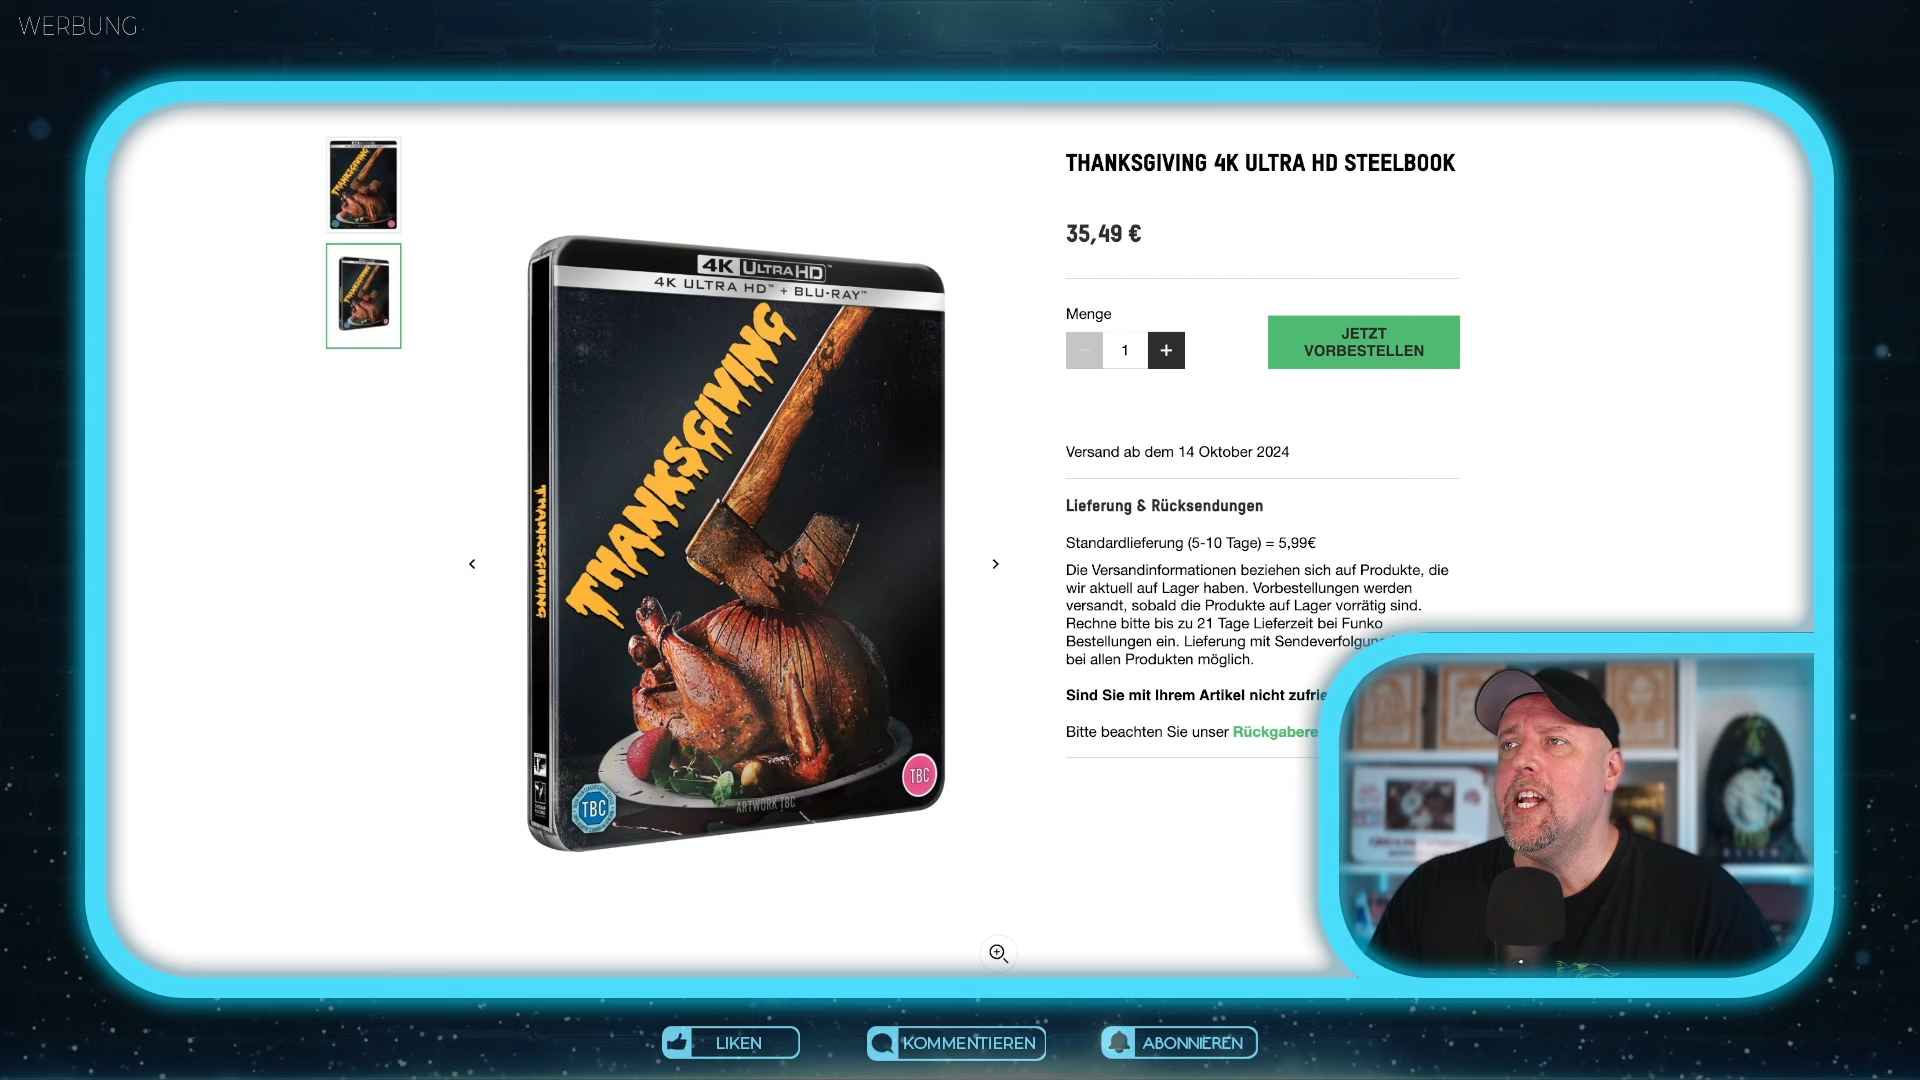 WERBUNG
THANKSGIVING 4K ULTRA HD STEELBOOK
35,49 €
Menge
1
JETZT
VORBESTELLEN
Versand ab dem 14 Oktober 2024
Lieferung & Rücksendungen
Standardlieferung (5-10 Tage) = 5,99€
Die Versandinformationen beziehen sich auf Produkte, die
wir aktuell auf Lager haben. Vorbestellungen werden
versandt, sobald die Produkte auf Lager vorrätig sind.
Rechne bitte bis zu 21 Tage Lieferzeit bei Funko
Bestellungen ein. Lieferung mit Sendeverfolgun
bei allen Produkten möglich.
Sind Sie mit Ihrem Artikel nicht zufrie
Bitte beachten Sie unser Rückgabere
4K ULTRA HD™
4K ULTRA HD™ + BLU-RAY™
THANKSGIVING
THANKSGIVING
TBC
ARTWORK TBC
TBC
LIKEN
KOMMENTIEREN
ABONNIEREN